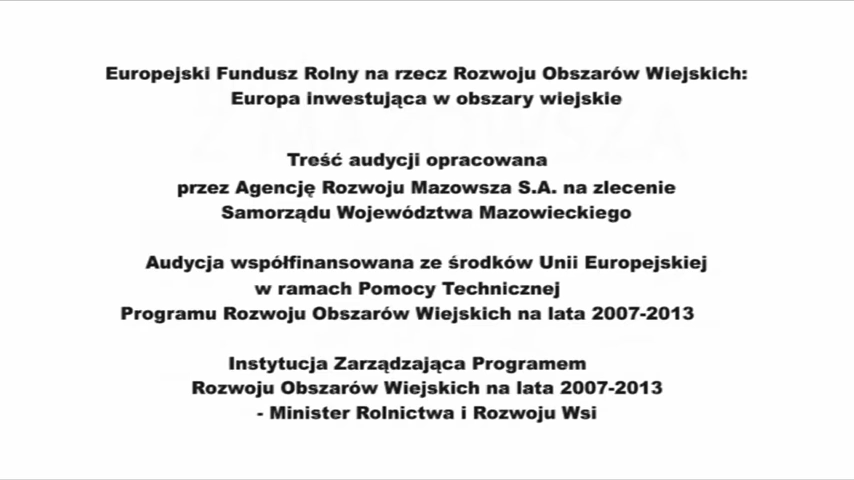 Europejski Fundusz Rolny na rzecz Rozwoju Obszarów Wiejskich:
Europa inwestująca w obszary wiejskie
Treść audycji opracowana
przez Agencję Rozwoju Mazowsza S.A. na zlecenie
Samorządu Województwa Mazowieckiego
Audycja współfinansowana ze środków Unii Europejskiej
w ramach Pomocy Technicznej
Programu Rozwoju Obszarów Wiejskich na lata 2007-2013
Instytucja Zarządzająca Programem
Rozwoju Obszarów Wiejskich na lata 2007-2013
- Minister Rolnictwa i Rozwoju Wsi